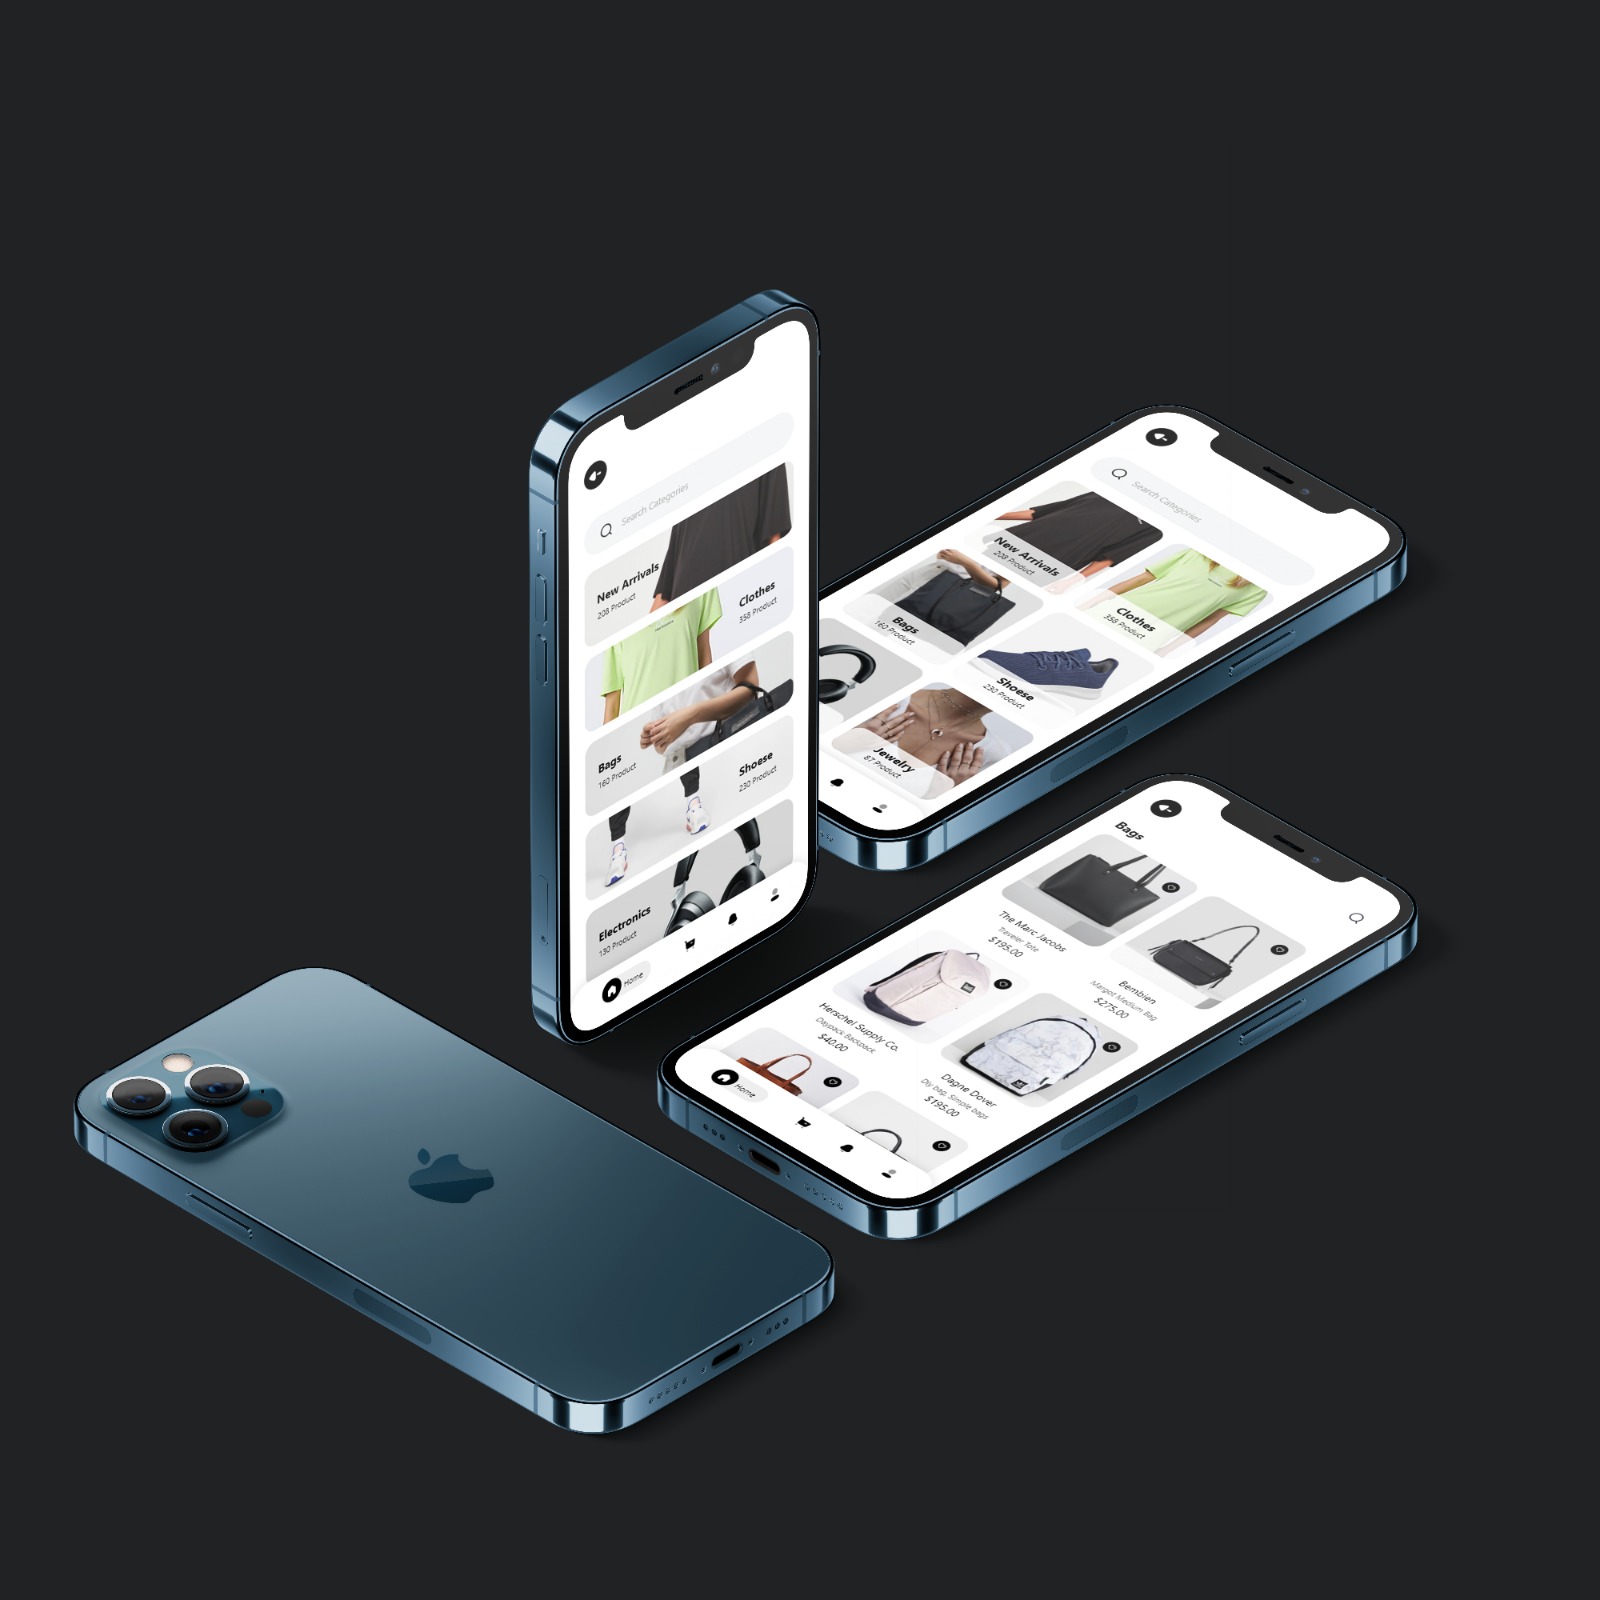 Search Categories
New Arrivals
208 Product
Clothes
358 Product
Bags
160 Product
Shoese
230 Product
Electronics
130 Product
Home
Search Categories
New Arrivals
208 Product
Clothes
358 Product
Bags
160 Product
Shoese
230 Product
Jewelry
87 Product
Bags
The Marc Jacobs
Traveler Tote
$195.00
Bembien
Margot Medium Bag
$275.00
Herschel Supply Co.
Daypack Backpack
$40.00
Dagne Dover
Diy bag, Simple bags
$195.00
Home